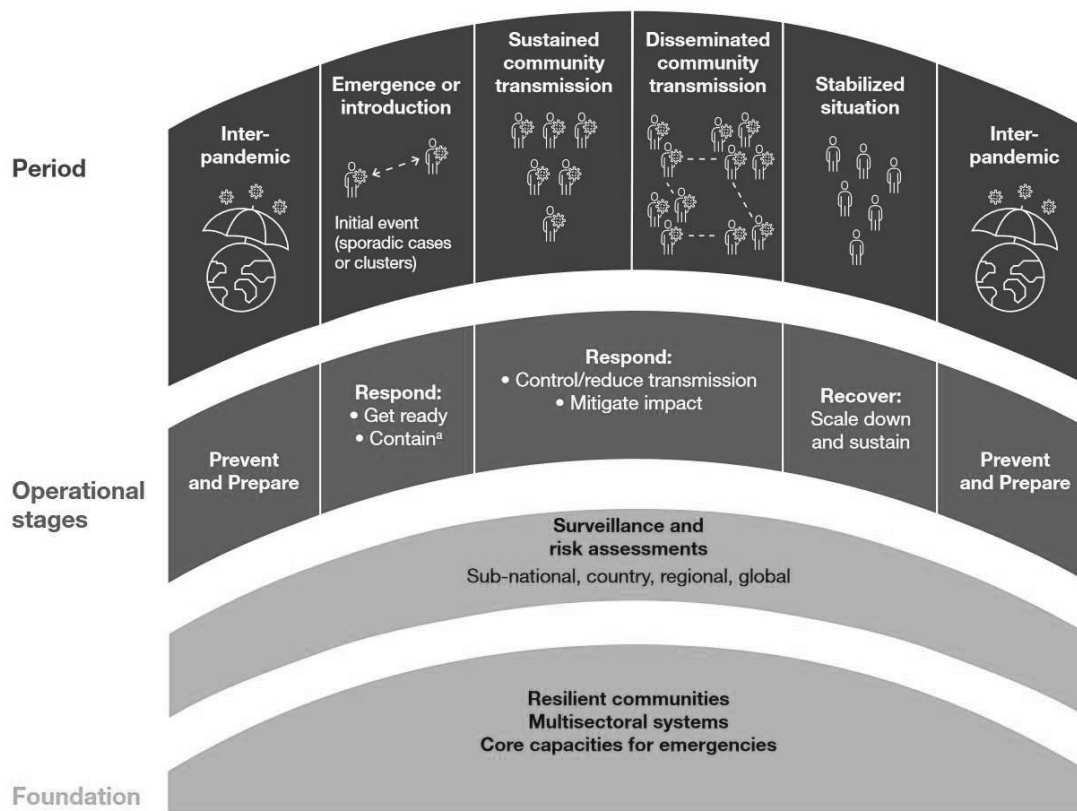 Period
Inter-
pandemic
Emergence or
introduction
Initial event
(sporadic cases
or clusters)
Sustained
community
transmission
Disseminated
community
transmission
Stabilized
situation
Inter-
pandemic
Operational
stages
Prevent
and Prepare
Respond:
• Get ready
• Containᵃ
Respond:
• Control/reduce transmission
• Mitigate impact
Recover:
Scale down
and sustain
Prevent
and Prepare
Surveillance and
risk assessments
Sub-national, country, regional, global
Foundation
Resilient communities
Multisectoral systems
Core capacities for emergencies